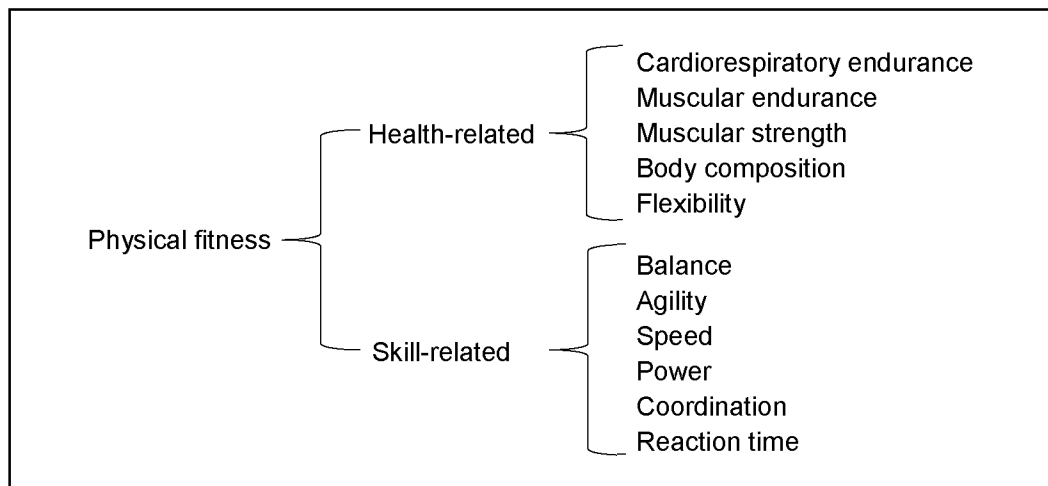 Physical fitness
Health-related
Cardiorespiratory endurance
Muscular endurance
Muscular strength
Body composition
Flexibility
Skill-related
Balance
Agility
Speed
Power
Coordination
Reaction time